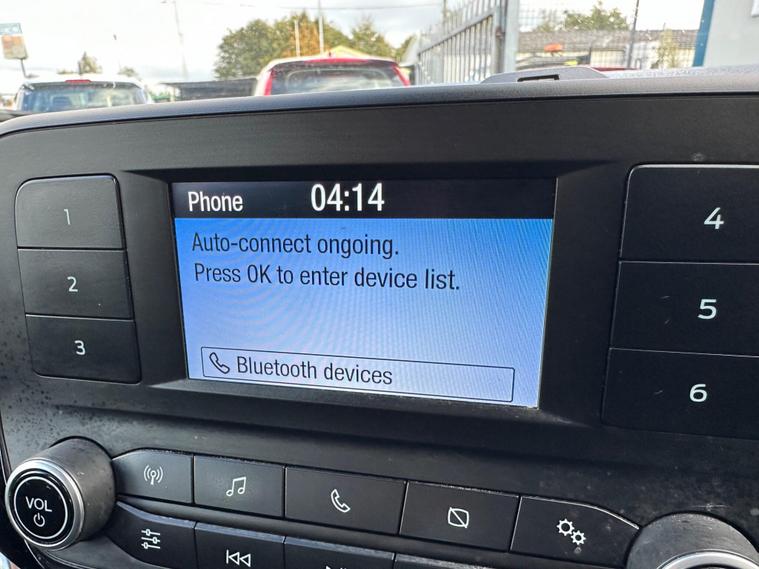 Phone 04:14
Auto-connect ongoing.
Press OK to enter device list.
Bluetooth devices
1
2
3
4
5
6
VOL